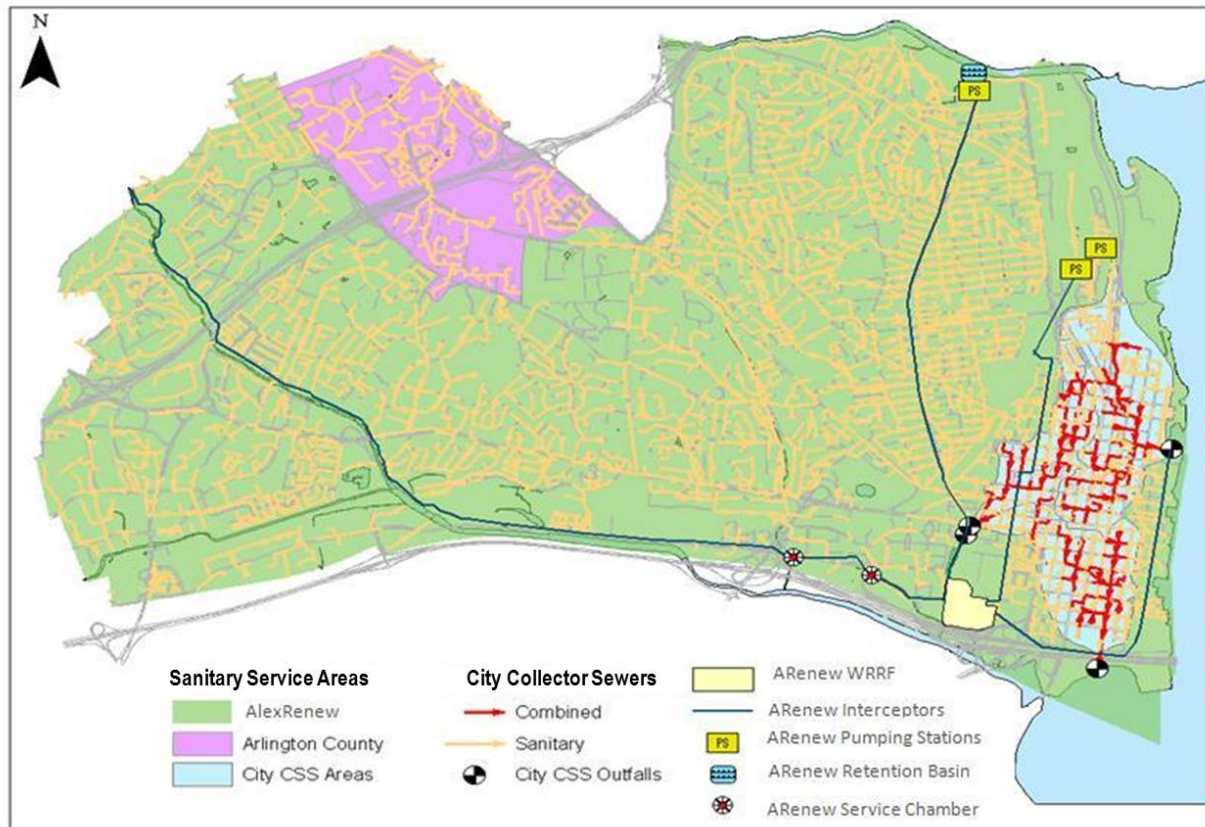 N
PS
PS
PS
Sanitary Service Areas
AlexRenew
Arlington County
City CSS Areas
City Collector Sewers
Combined
Sanitary
City CSS Outfalls
ARenew WRRF
ARenew Interceptors
PS
ARenew Pumping Stations
ARenew Retention Basin
ARenew Service Chamber